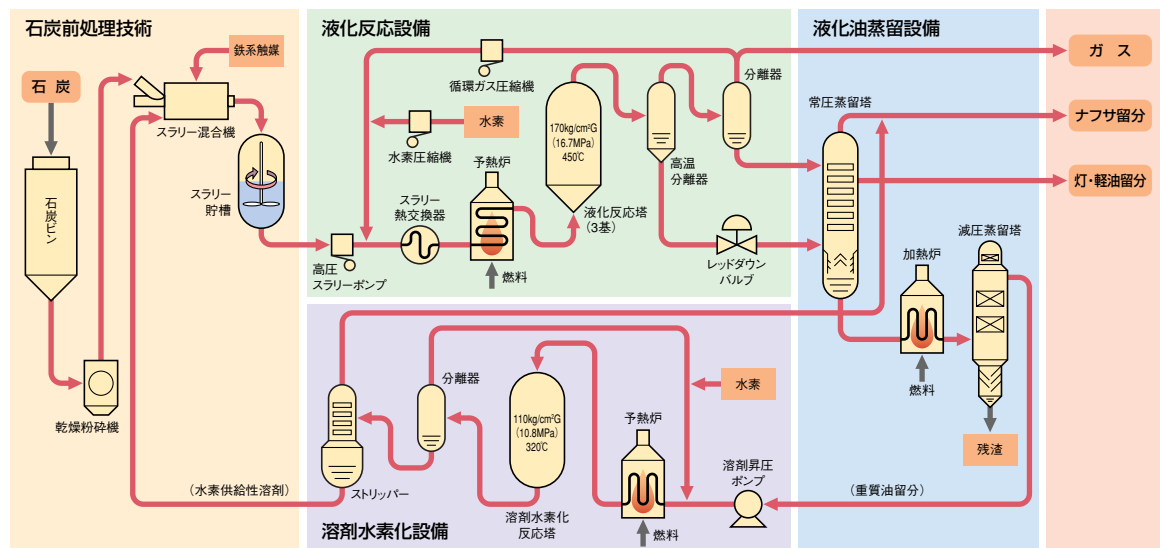 石炭前処理技術
石炭
鉄系触媒
スラリー混合機
スラリー
貯槽
石炭ビン
乾燥粉砕機
(水素供給性溶剤)
液化反応設備
循環ガス圧縮機
水素
水素圧縮機
スラリー
熱交換器
予熱炉
燃料
高圧
スラリーポンプ
170kg/cm²G
(16.7MPa)
450℃
液化反応塔
(3基)
高温
分離器
分離器
レッドダウン
バルブ
溶剤水素化設備
ストリッパー
分離器
110kg/cm²G
(10.8MPa)
320℃
溶剤水素化
反応塔
予熱炉
燃料
水素
溶剤昇圧
ポンプ
液化油蒸留設備
常圧蒸留塔
加熱炉
燃料
減圧蒸留塔
残渣
(重質油留分)
ガス
ナフサ留分
灯・軽油留分